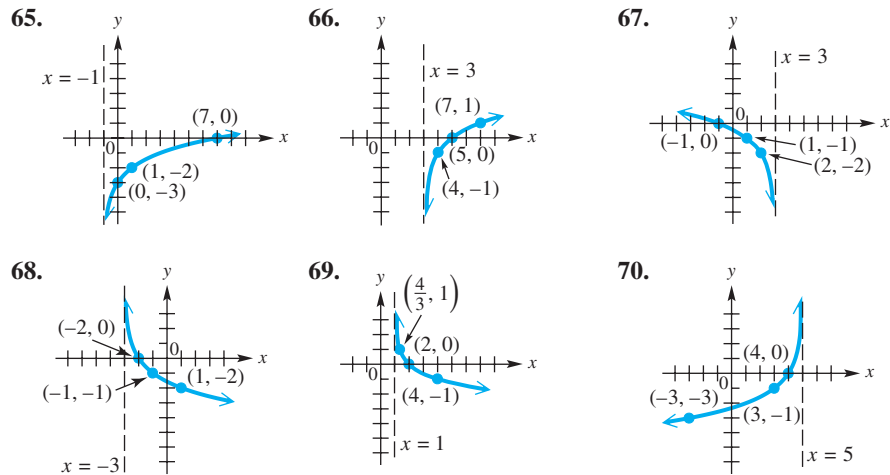 65.
y
x = –1
(7, 0)
x
0
(1, –2)
(0, –3)
66.
y
x = 3
(7, 1)
x
0
(5, 0)
(4, –1)
67.
y
x = 3
0
x
(–1, 0)
(1, –1)
(2, –2)
68.
y
(–2, 0)
0
x
(–1, –1)
(1, –2)
x = –3
69.
y
(4/3, 1)
(2, 0)
x
0
(4, –1)
x = 1
70.
y
(4, 0)
x
0
(–3, –3)
(3, –1)
x = 5